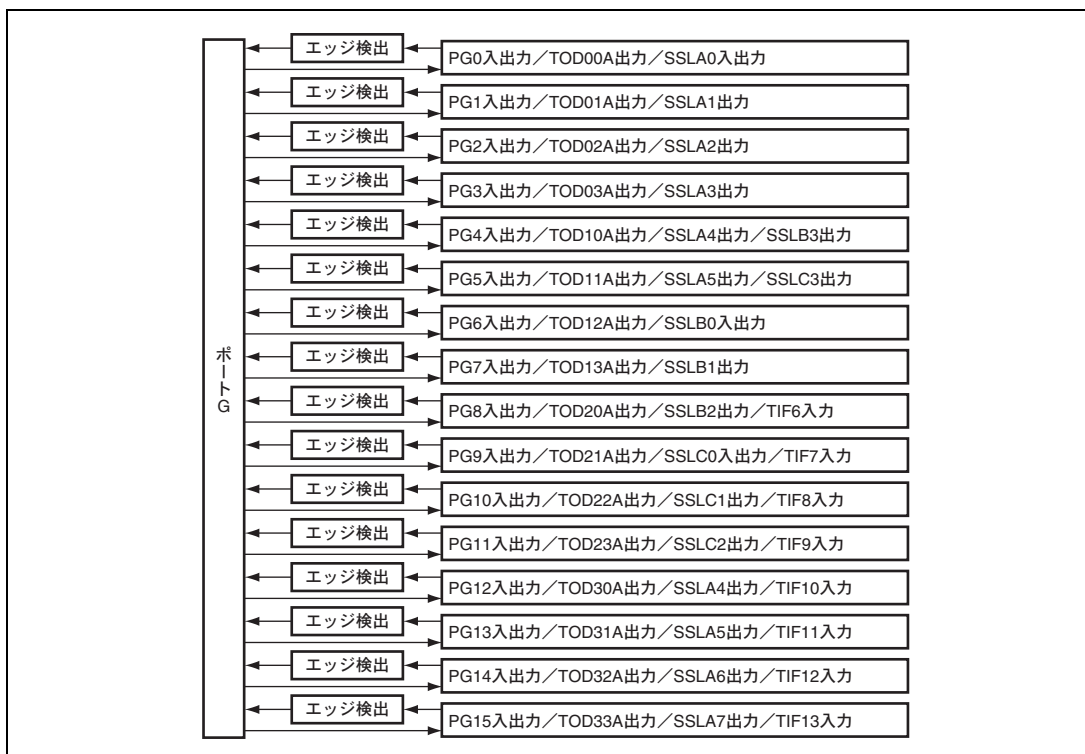 ポートG
エッジ検出
PG0入出力／TOD00A出力／SSLA0入出力
エッジ検出
PG1入出力／TOD01A出力／SSLA1出力
エッジ検出
PG2入出力／TOD02A出力／SSLA2出力
エッジ検出
PG3入出力／TOD03A出力／SSLA3出力
エッジ検出
PG4入出力／TOD10A出力／SSLA4出力／SSLB3出力
エッジ検出
PG5入出力／TOD11A出力／SSLA5出力／SSLC3出力
エッジ検出
PG6入出力／TOD12A出力／SSLB0入出力
エッジ検出
PG7入出力／TOD13A出力／SSLB1出力
エッジ検出
PG8入出力／TOD20A出力／SSLB2出力／TIF6入力
エッジ検出
PG9入出力／TOD21A出力／SSLC0入出力／TIF7入力
エッジ検出
PG10入出力／TOD22A出力／SSLC1出力／TIF8入力
エッジ検出
PG11入出力／TOD23A出力／SSLC2出力／TIF9入力
エッジ検出
PG12入出力／TOD30A出力／SSLA4出力／TIF10入力
エッジ検出
PG13入出力／TOD31A出力／SSLA5出力／TIF11入力
エッジ検出
PG14入出力／TOD32A出力／SSLA6出力／TIF12入力
エッジ検出
PG15入出力／TOD33A出力／SSLA7出力／TIF13入力